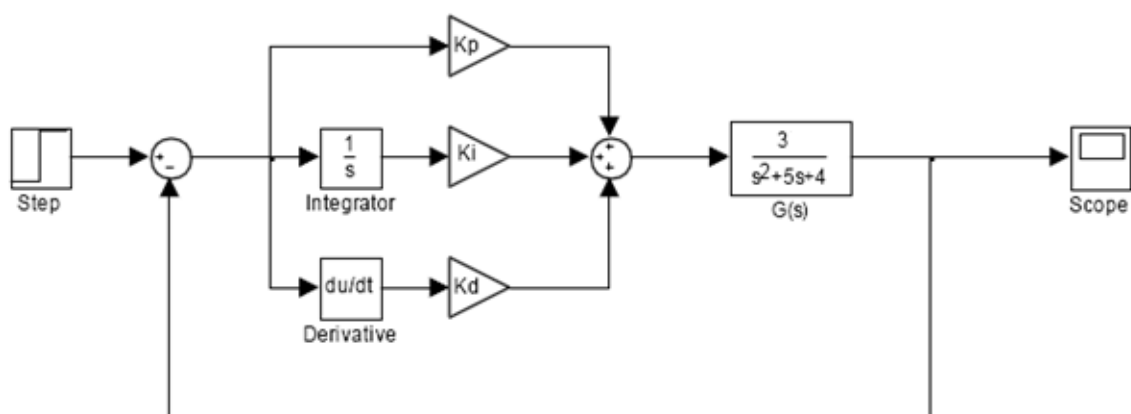 Kp
Step
+
−
1
s
Integrator
Ki
+
+
+
3
s²+5s+4
G(s)
Scope
du/dt
Derivative
Kd